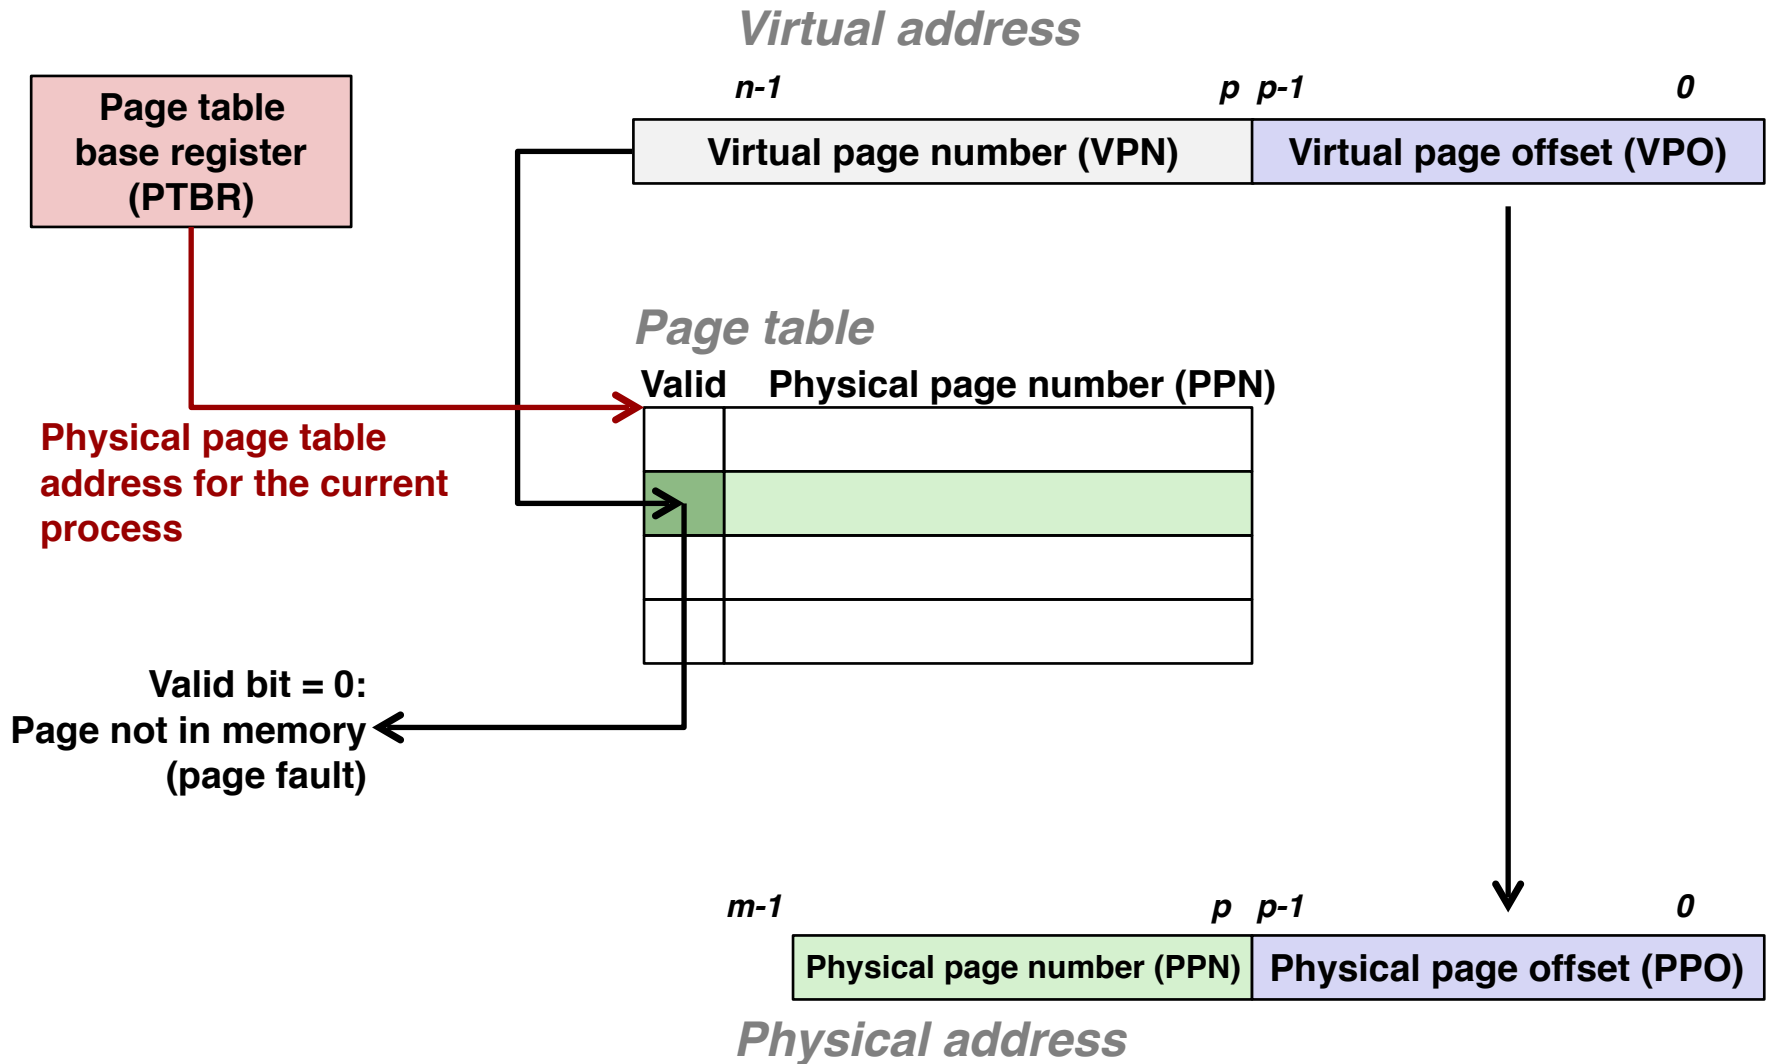 Virtual address
n-1 p p-1 0
Page table
base register
(PTBR)
Virtual page number (VPN) Virtual page offset (VPO)
Page table
Valid Physical page number (PPN)
Physical page table
address for the current
process
Valid bit = 0:
Page not in memory
(page fault)
m-1 p p-1 0
Physical page number (PPN) Physical page offset (PPO)
Physical address